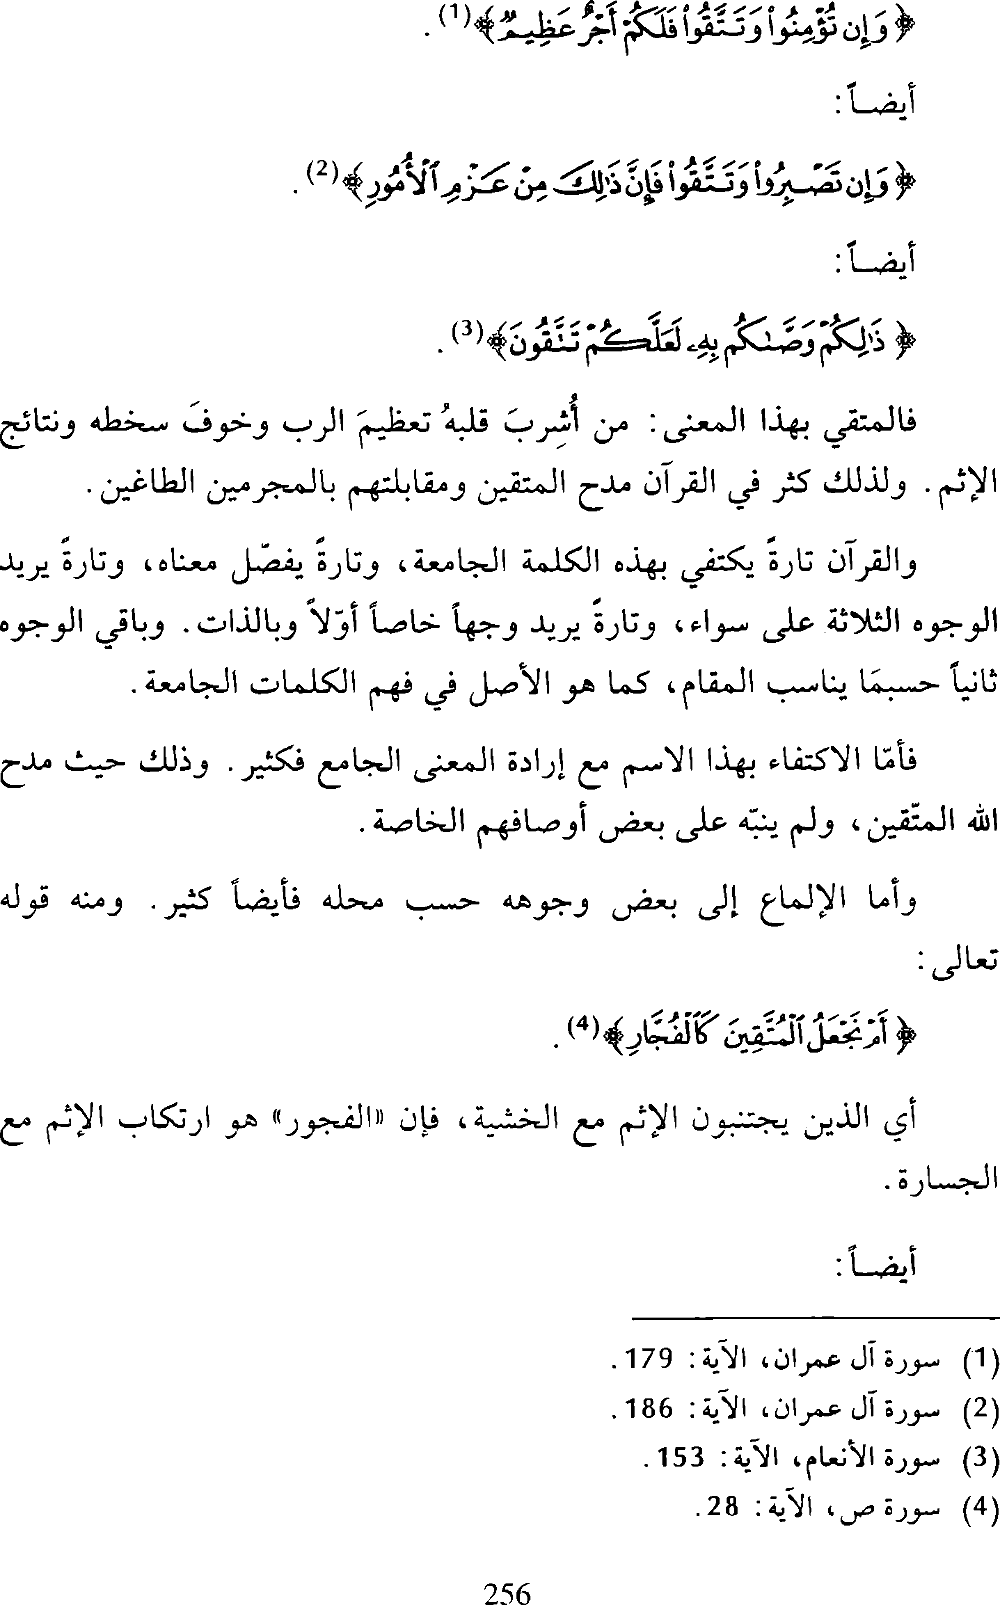 ﴿ وَإِن تُؤْمِنُوا۟ وَتَتَّقُوا۟ فَلَكُمْ أَجْرٌ عَظِيمٌ﴾(1).
أيضـاً:
﴿ وَإِن تَصْبِرُوا۟ وَتَتَّقُوا۟ فَإِنَّ ذَٰلِكَ مِنْ عَزْمِ ٱلْأُمُورِ ﴾(2).
أيضـاً:
﴿ ذَٰلِكُمْ وَصَّىٰكُم بِهِۦ لَعَلَّكُمْ تَتَّقُونَ﴾(3).
فالمتقي بهذا المعنى: من أُشرِبَ قلبهُ تعظيمَ الرب وخوفَ سخطه ونتائج
الإثم. ولذلك كثر في القرآن مدح المتقين ومقابلتهم بالمجرمين الطاغين.
والقرآن تارةً يكتفي بهذه الكلمة الجامعة، وتارةً يفصّل معناه، وتارةً يريد
الوجوه الثلاثة على سواء، وتارةً يريد وجهاً خاصاً أوّلاً وبالذات. وباقي الوجوه
ثانياً حسبمَا يناسب المقام، كما هو الأصل في فهم الكلمات الجامعة.
فأمّا الاكتفاء بهذا الاسم مع إرادة المعنى الجامع فكثير. وذلك حيث مدح
الله المتّقين، ولم ينبّه على بعض أوصافهم الخاصة.
وأما الإلماع إلى بعض وجوهه حسب محله فأيضاً كثير. ومنه قوله
تعالى:
﴿ أَمْ نَجْعَلُ ٱلْمُتَّقِينَ كَٱلْفُجَّارِ ﴾(4).
أي الذين يجتنبون الإثم مع الخشية، فإن «الفجور» هو ارتكاب الإثم مع
الجسارة.
أيضـاً:
(1) سورة آل عمران، الآية: 179.
(2) سورة آل عمران، الآية: 186.
(3) سورة الأنعام، الآية: 153.
(4) سورة ص، الآية: 28.
256